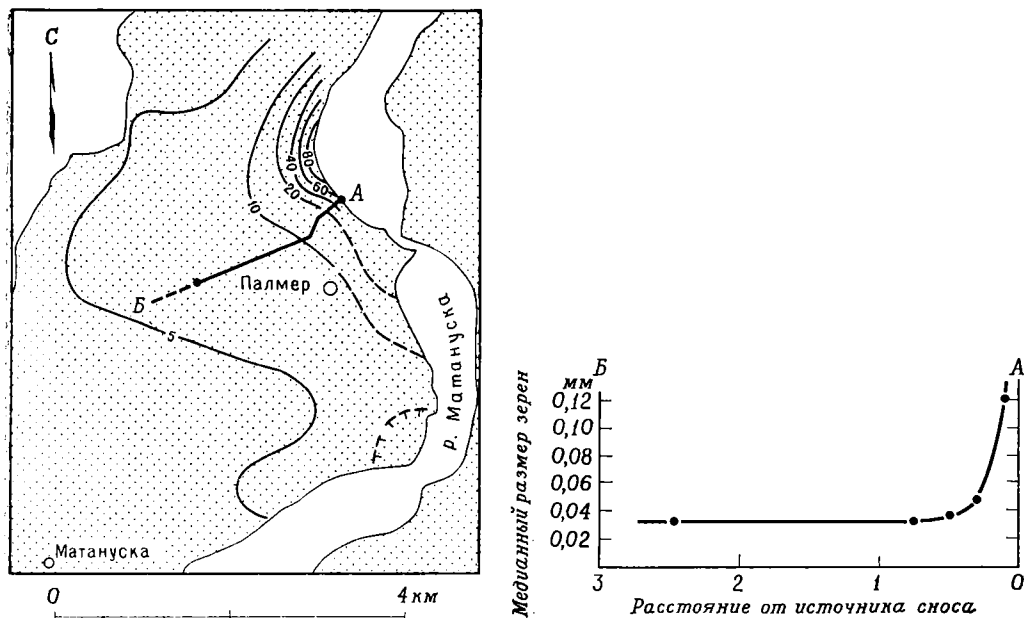 С
80
40
60+
20
А
10
Палмер
Б
5
р. Матануска
Матануска
0 4 км
Б А
мм
0,12
0,10
0,08
0,06
0,04
0,02
3 2 1 0
Медианный размер зерен
Расстояние от источника сноса